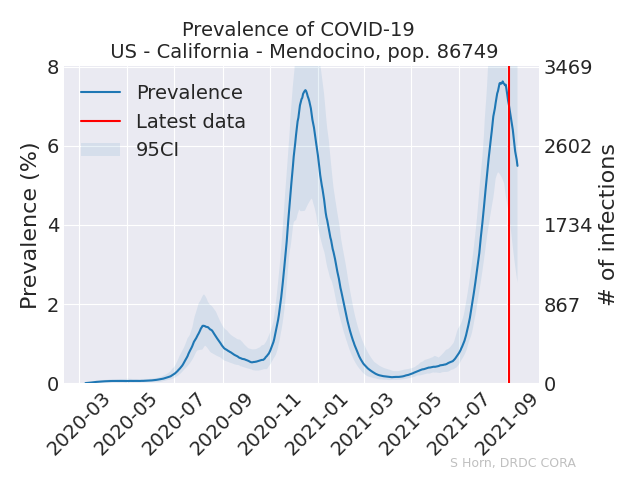 Prevalence of COVID-19
US - California - Mendocino, pop. 86749
Prevalence (%)
8
6
4
2
0
Prevalence
Latest data
95CI
3469
2602
1734
867
0
# of infections
2020-03
2020-05
2020-07
2020-09
2020-11
2021-01
2021-03
2021-05
2021-07
2021-09
S Horn, DRDC CORA